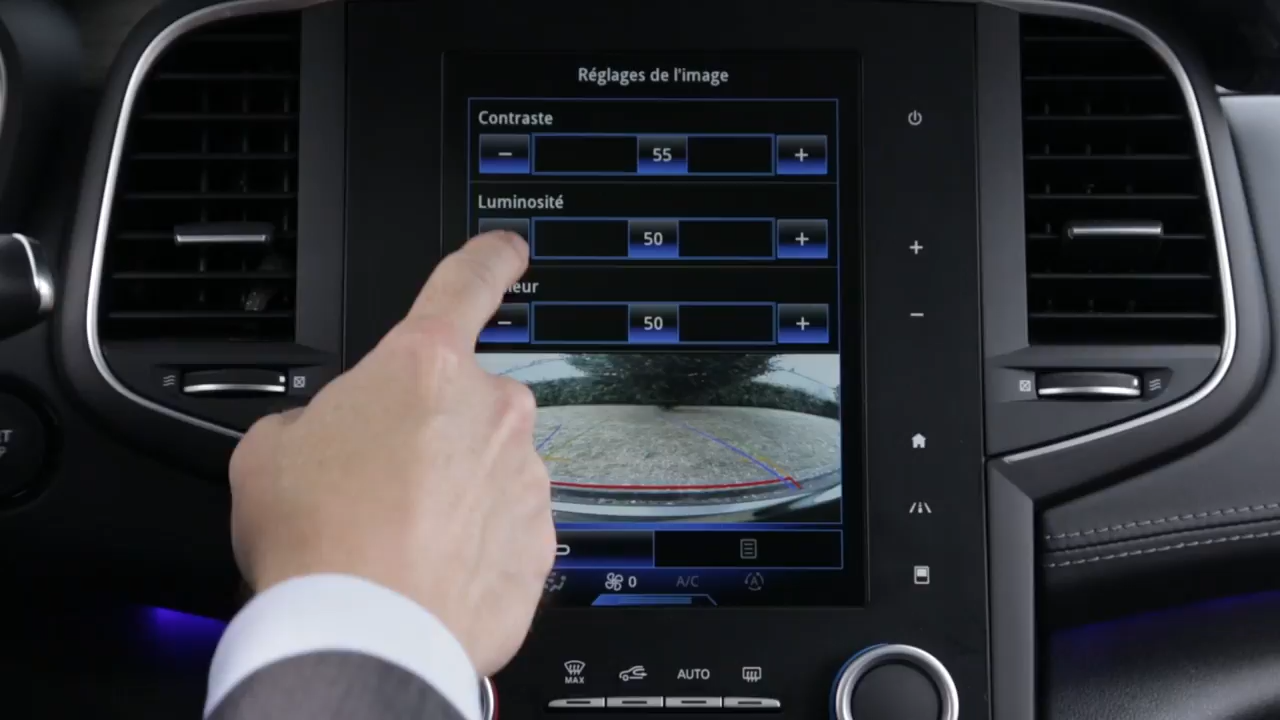 Réglages de l'image
Contraste
− 55 +
Luminosité
50 +
− 50 +
0 A/C A
MAX AUTO